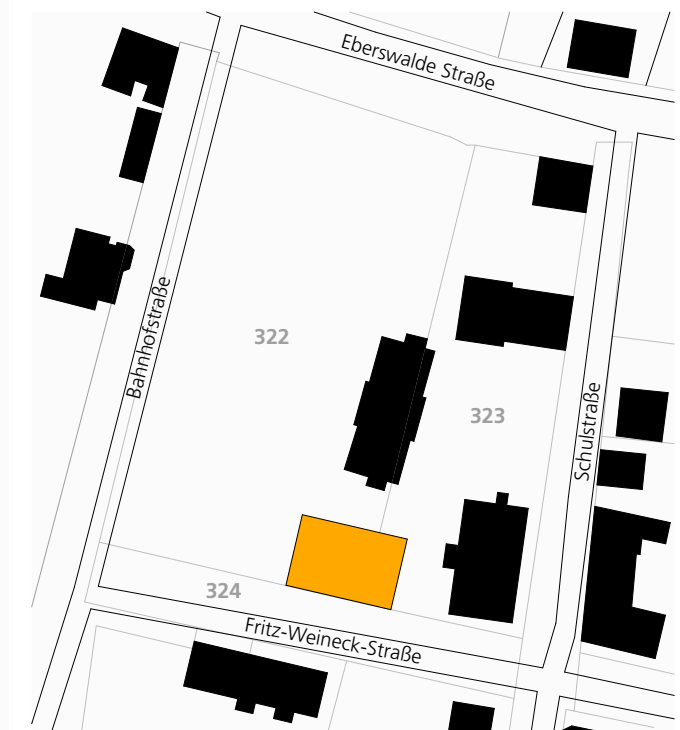 Eberswalde Straße
Bahnhofstraße
322
323
Schulstraße
324
Fritz-Weineck-Straße